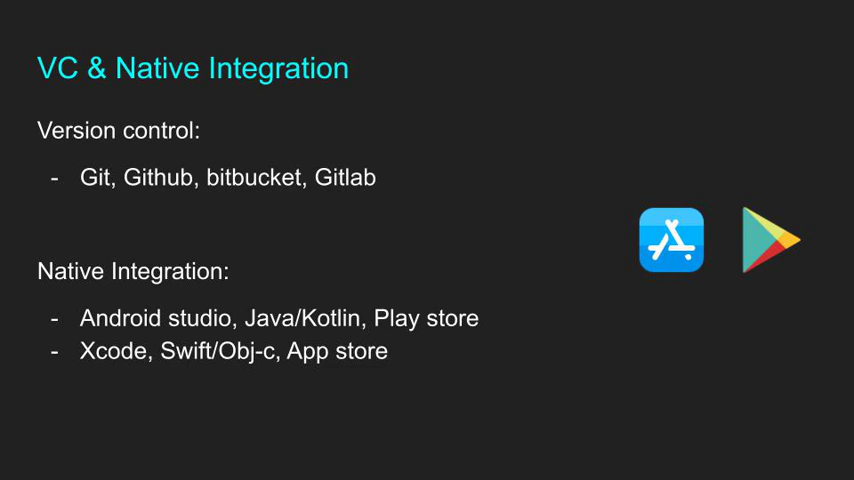 VC & Native Integration
Version control:
- Git, Github, bitbucket, Gitlab
Native Integration:
- Android studio, Java/Kotlin, Play store
- Xcode, Swift/Obj-c, App store